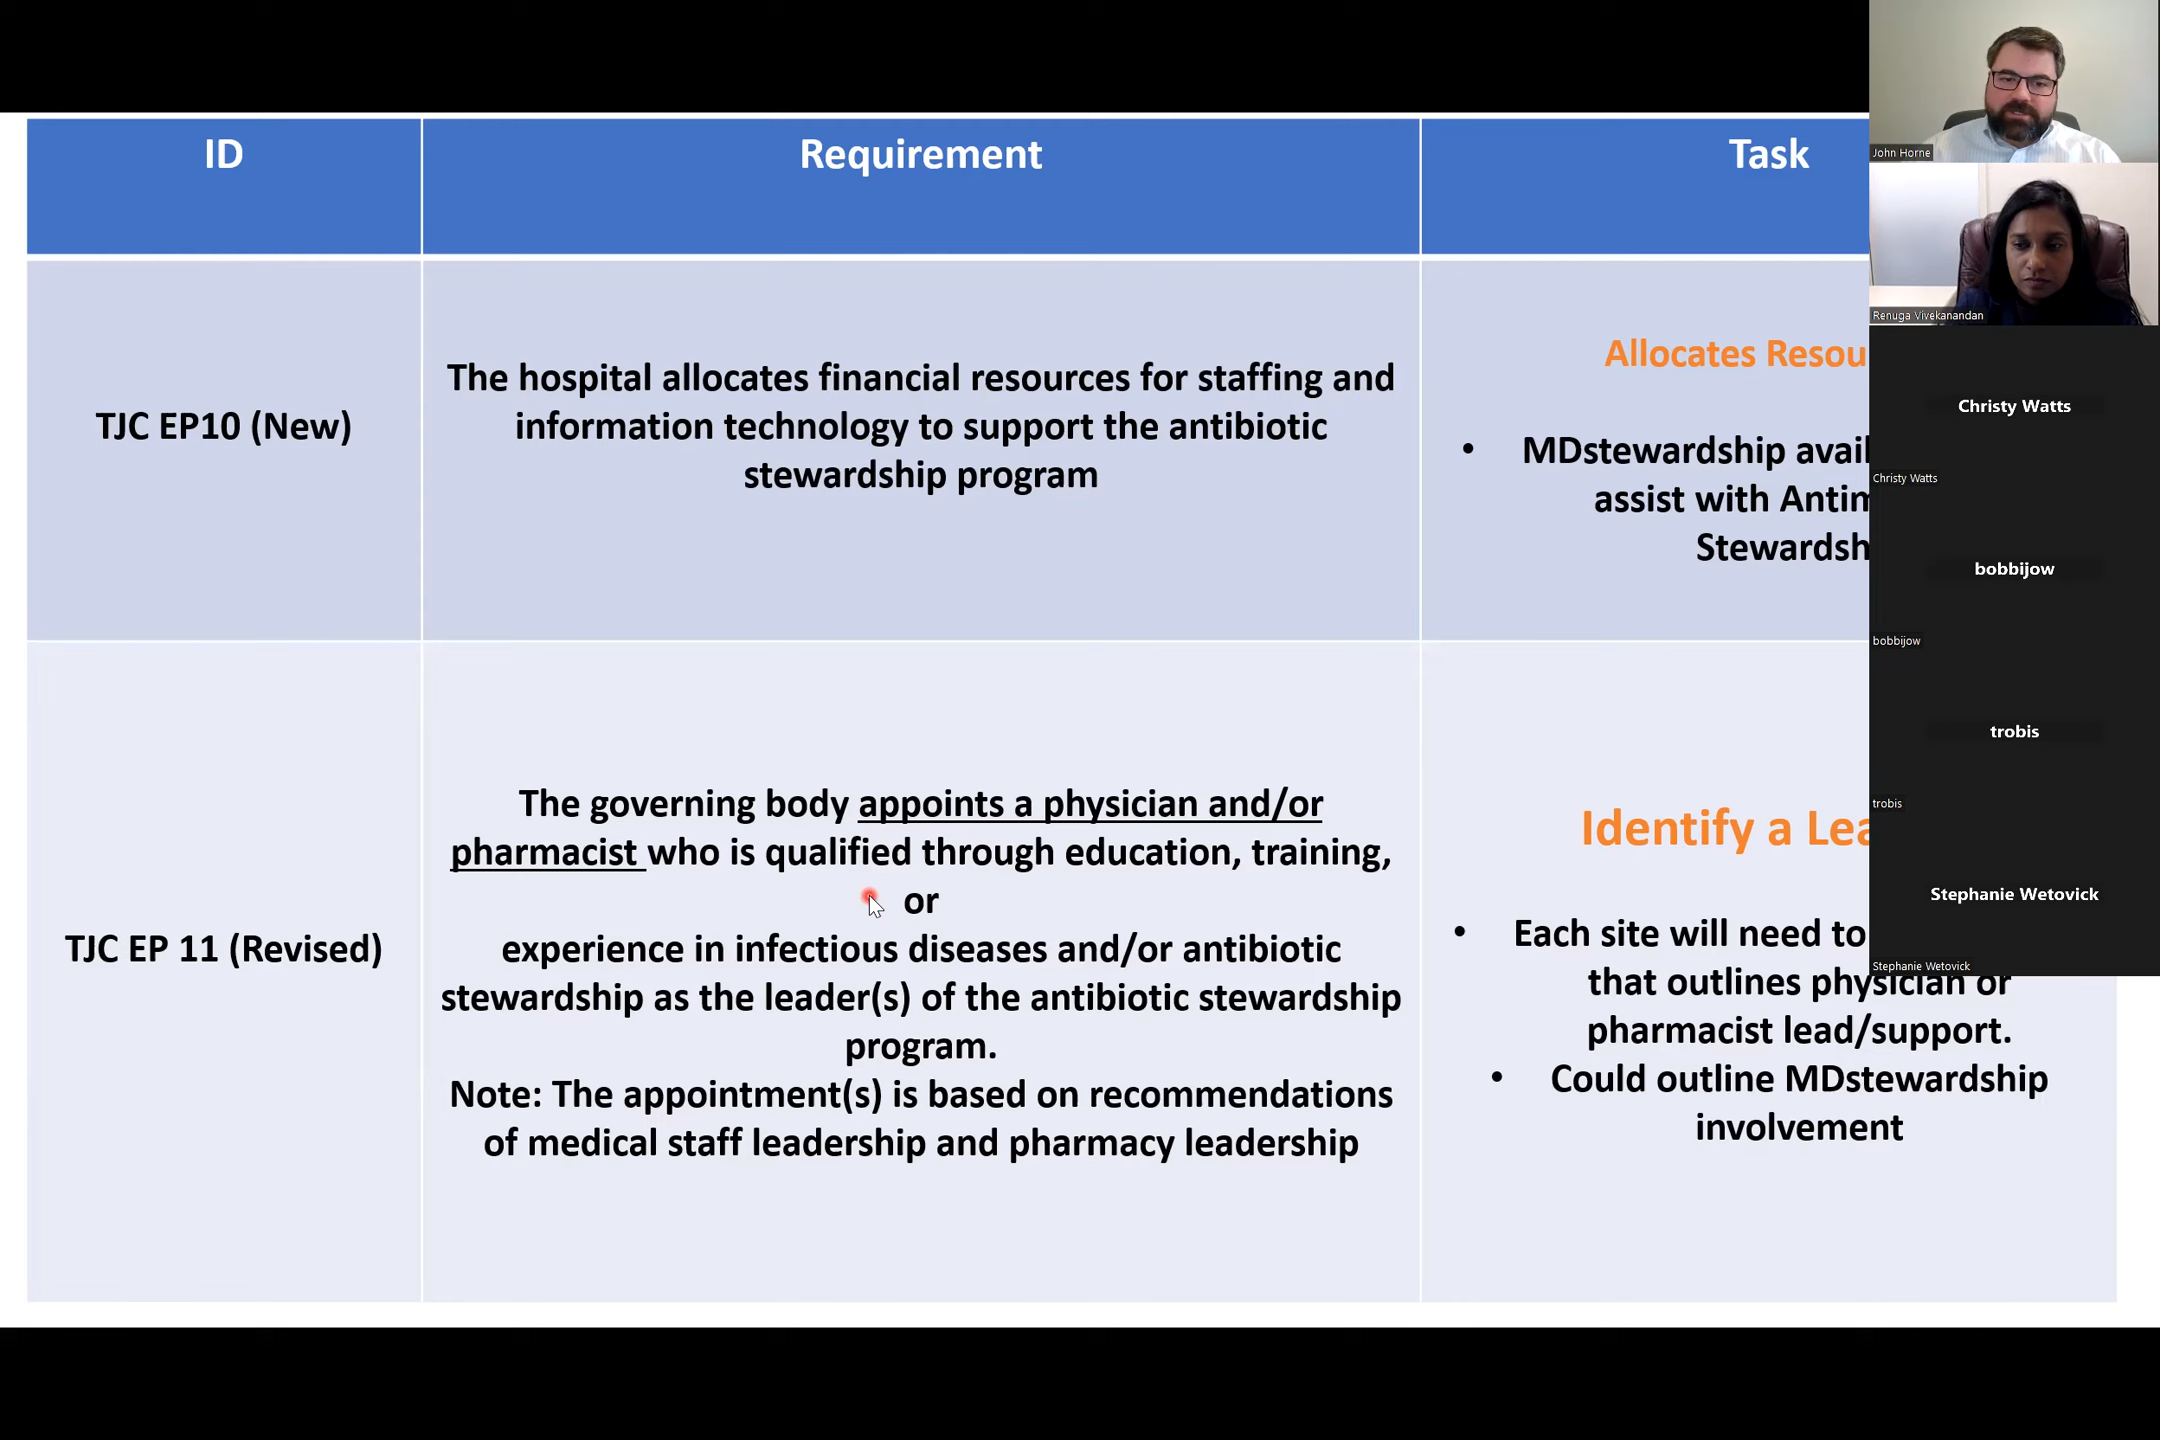 ID
Requirement
Task
TJC EP10 (New)
The hospital allocates financial resources for staffing and
information technology to support the antibiotic
stewardship program
Allocates Resou
• MDstewardship avail
assist with Antim
Stewardsh
TJC EP 11 (Revised)
The governing body appoints a physician and/or
pharmacist who is qualified through education, training,
or
experience in infectious diseases and/or antibiotic
stewardship as the leader(s) of the antibiotic stewardship
program.
Note: The appointment(s) is based on recommendations
of medical staff leadership and pharmacy leadership
Identify a Lea
• Each site will need to
that outlines physician or
pharmacist lead/support.
• Could outline MDstewardship
involvement
John Horne
Renuga Vivekanandan
Christy Watts
Christy Watts
bobbijow
bobbijow
trobis
trobis
Stephanie Wetovick
Stephanie Wetovick